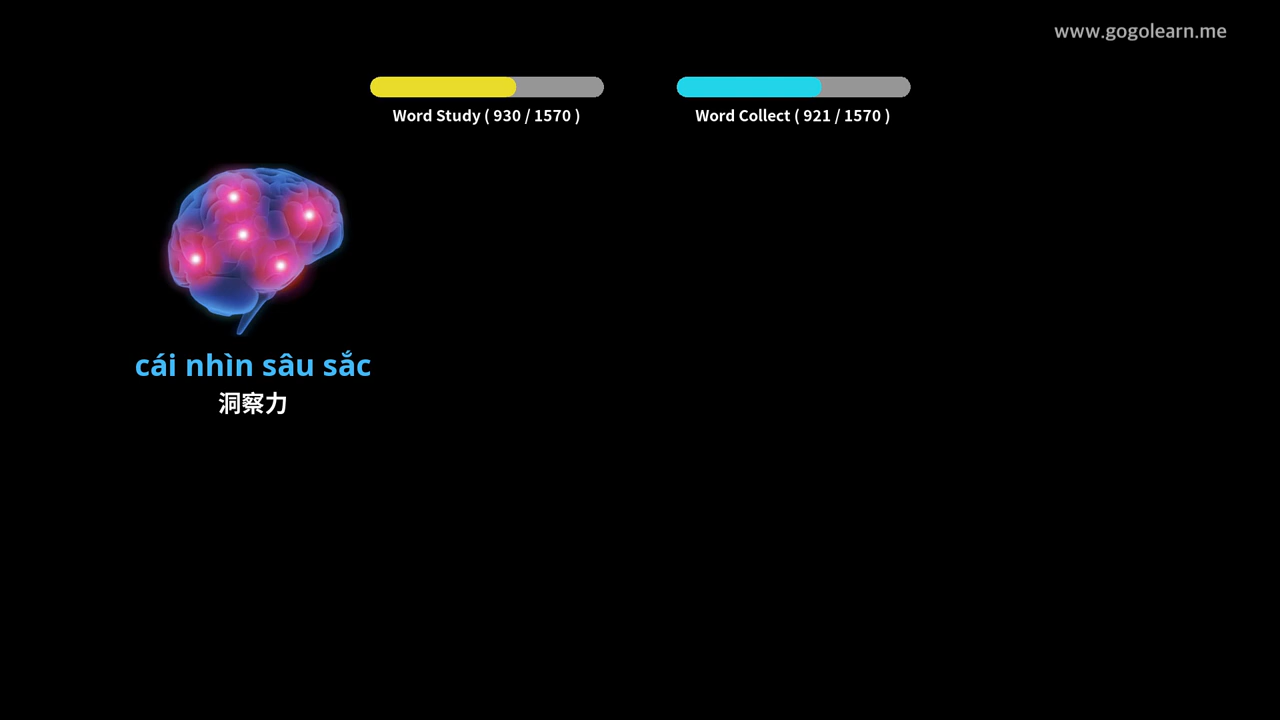 www.gogolearn.me
Word Study ( 930 / 1570 )
Word Collect ( 921 / 1570 )
cái nhìn sâu sắc
洞察力